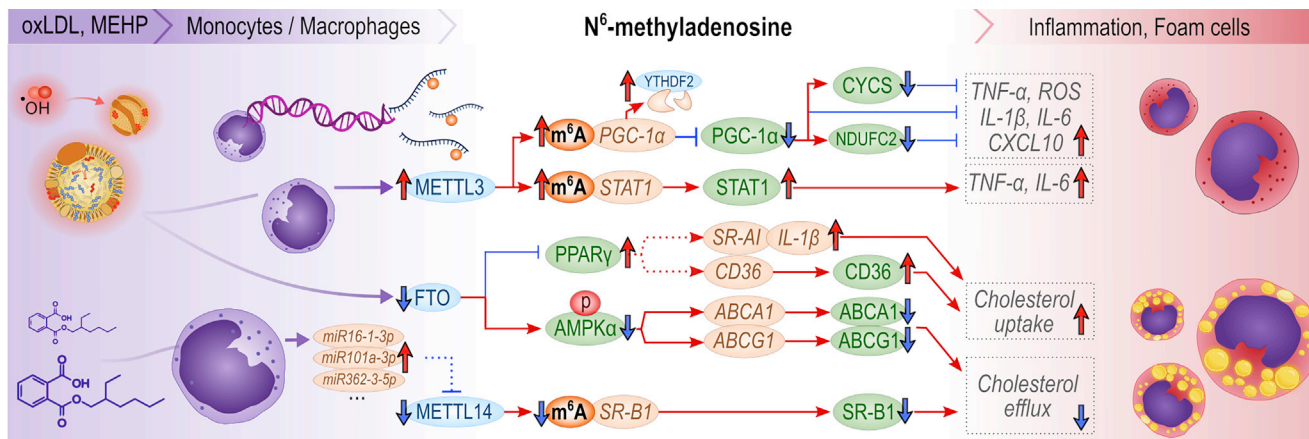 oxLDL, MEHP
Monocytes / Macrophages
N⁶-methyladenosine
Inflammation, Foam cells
•OH
YTHDF2
CYCS
TNF-α, ROS
IL-1β, IL-6
CXCL10
m⁶A
PGC-1α
PGC-1α
NDUFC2
METTL3
m⁶A
STAT1
STAT1
TNF-α, IL-6
PPARγ
SR-AI
IL-1β
CD36
CD36
FTO
p
AMPKα
ABCA1
ABCA1
ABCG1
ABCG1
Cholesterol
uptake
O
OH
O
O
miR16-1-3p
miR101a-3p
miR362-3-5p
...
OH
O
O
O
METTL14
m⁶A
SR-B1
SR-B1
Cholesterol
efflux